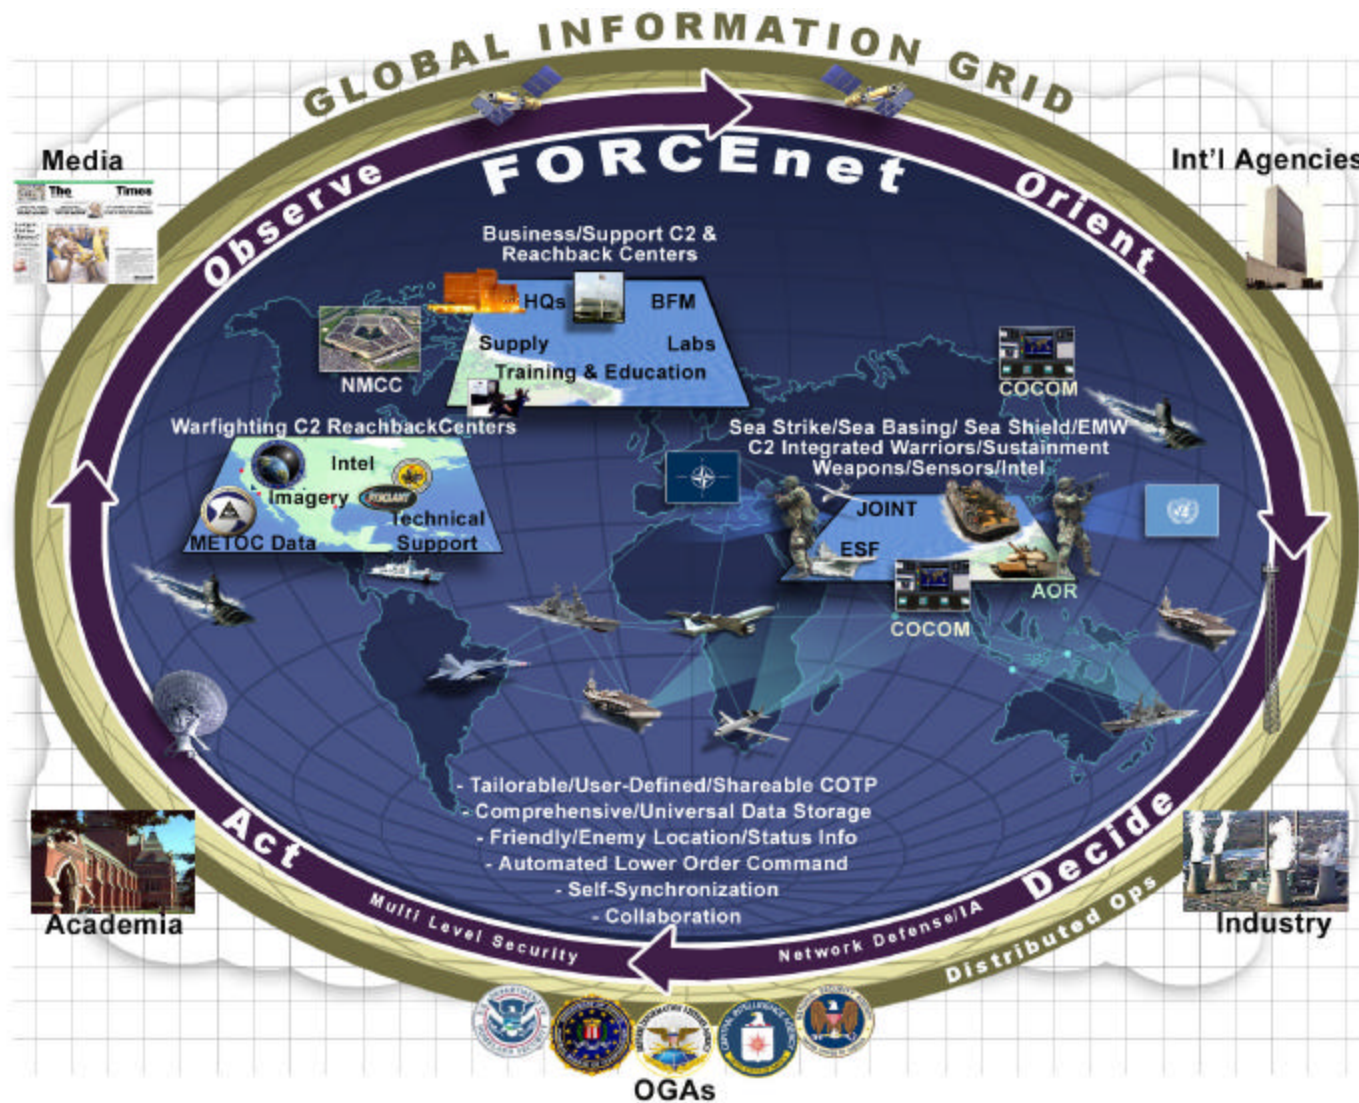 GLOBAL INFORMATION GRID
FORCEnet
Observe
Orient
Media
The Times
Int'l Agencies
Business/Support C2 &
Reachback Centers
HQs
BFM
Supply
Labs
Training & Education
NMCC
COCOM
Warfighting C2 ReachbackCenters
Intel
Imagery
METOC Data
Technical
Support
Sea Strike/Sea Basing/ Sea Shield/EMW
C2 Integrated Warriors/Sustainment
Weapons/Sensors/Intel
JOINT
ESF
AOR
COCOM
- Tailorable/User-Defined/Shareable COTP
- Comprehensive/Universal Data Storage
- Friendly/Enemy Location/Status Info
- Automated Lower Order Command
- Self-Synchronization
- Collaboration
Act
Decide
Multi Level Security
Network Defense/IA
Distributed Ops
Academia
Industry
OGAs